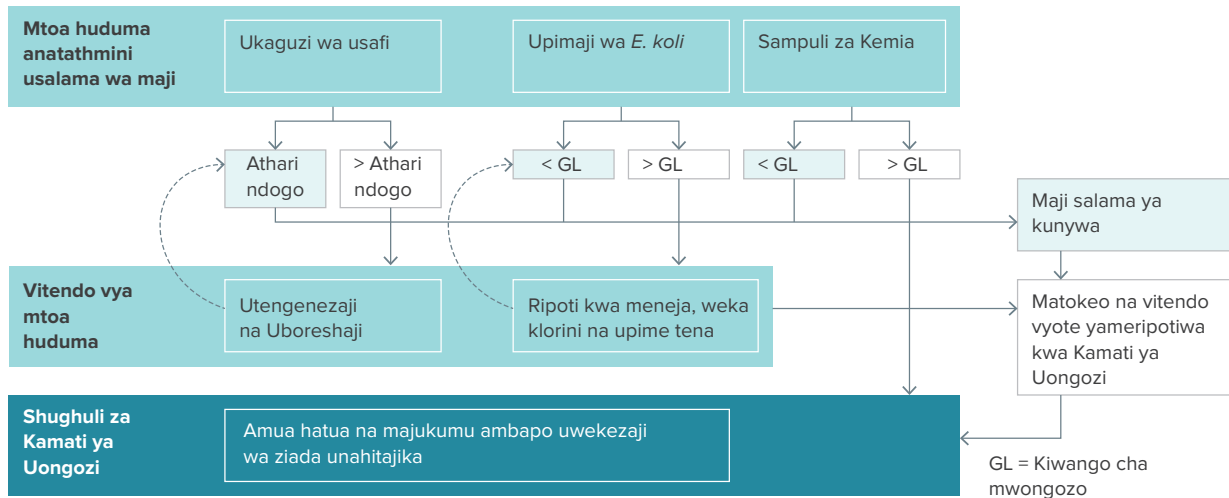 Mtoa huduma
anatathmini
usalama wa maji
Ukaguzi wa usafi
Upimaji wa E. koli
Sampuli za Kemia
Athari
ndogo
> Athari
ndogo
< GL
> GL
< GL
> GL
Maji salama ya
kunywa
Vitendo vya
mtoa
huduma
Utengenezaji
na Uboreshaji
Ripoti kwa meneja, weka
klorini na upime tena
Matokeo na vitendo
vyote yameripotiwa
kwa Kamati ya
Uongozi
Shughuli za
Kamati ya
Uongozi
Amua hatua na majukumu ambapo uwekezaji
wa ziada unahitajika
GL = Kiwango cha
mwongozo